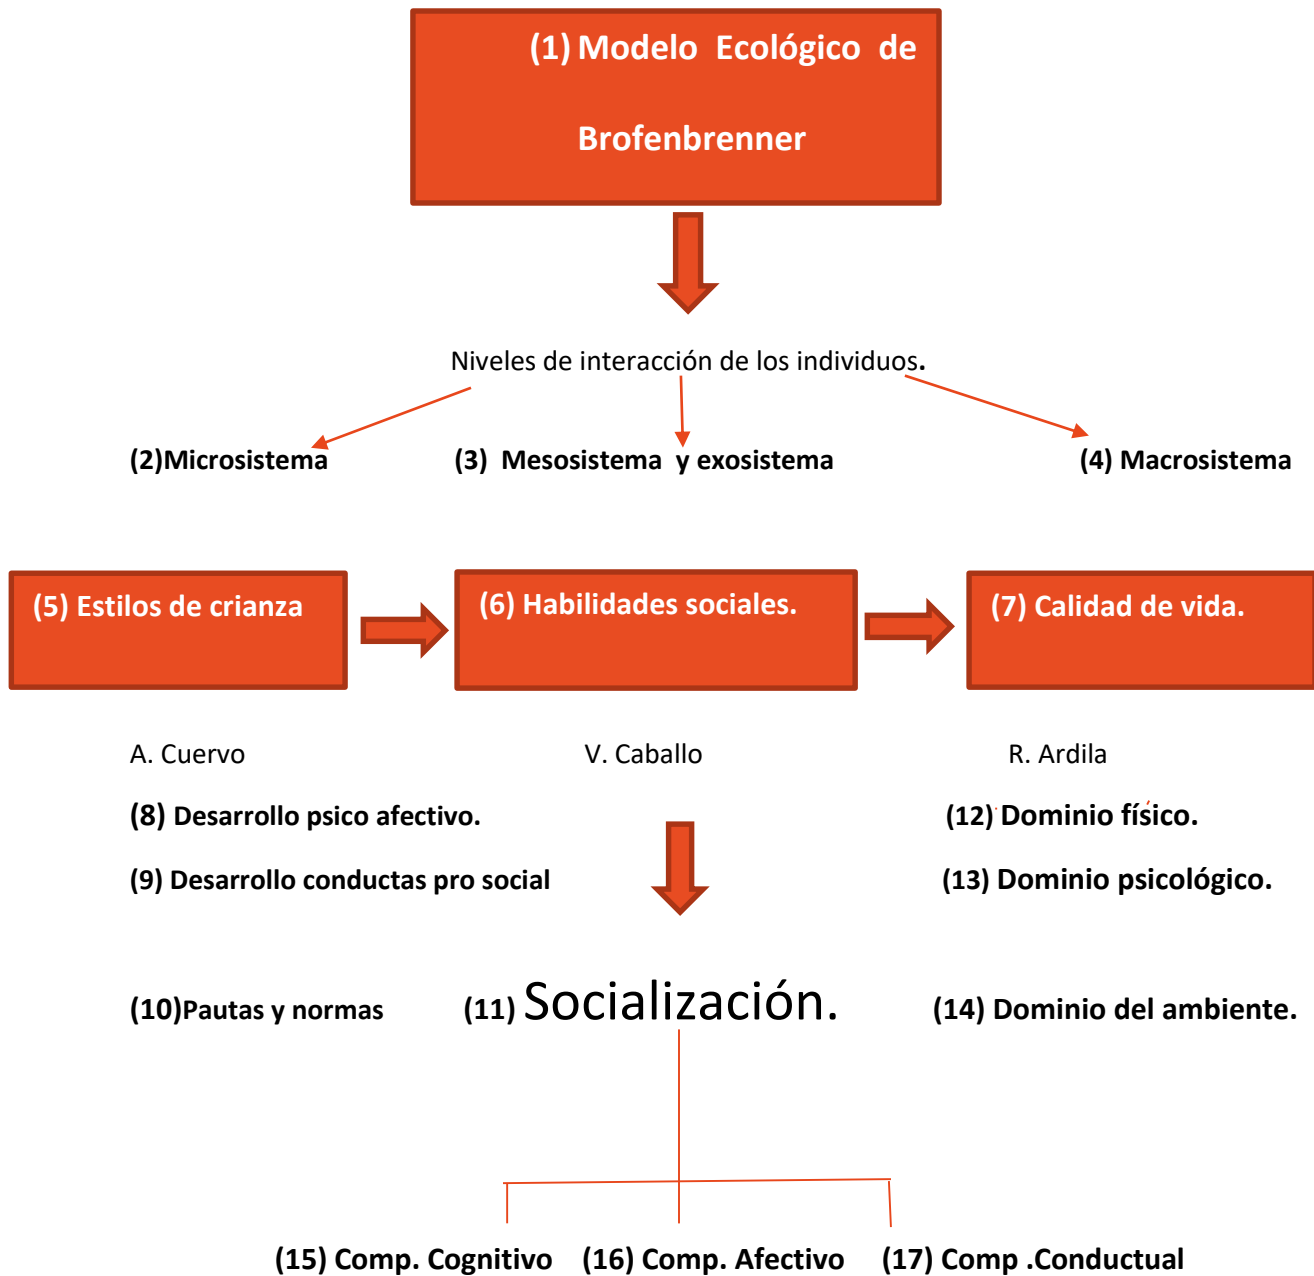 (1) Modelo Ecológico de
Brofenbrenner
Niveles de interacción de los individuos.
(2)Microsistema (3) Mesosistema y exosistema (4) Macrosistema
(5) Estilos de crianza (6) Habilidades sociales. (7) Calidad de vida.
A. Cuervo V. Caballo R. Ardila
(8) Desarrollo psico afectivo. (12) Dominio físico.
(9) Desarrollo conductas pro social (13) Dominio psicológico.
(10)Pautas y normas (11) Socialización. (14) Dominio del ambiente.
(15) Comp. Cognitivo (16) Comp. Afectivo (17) Comp .Conductual